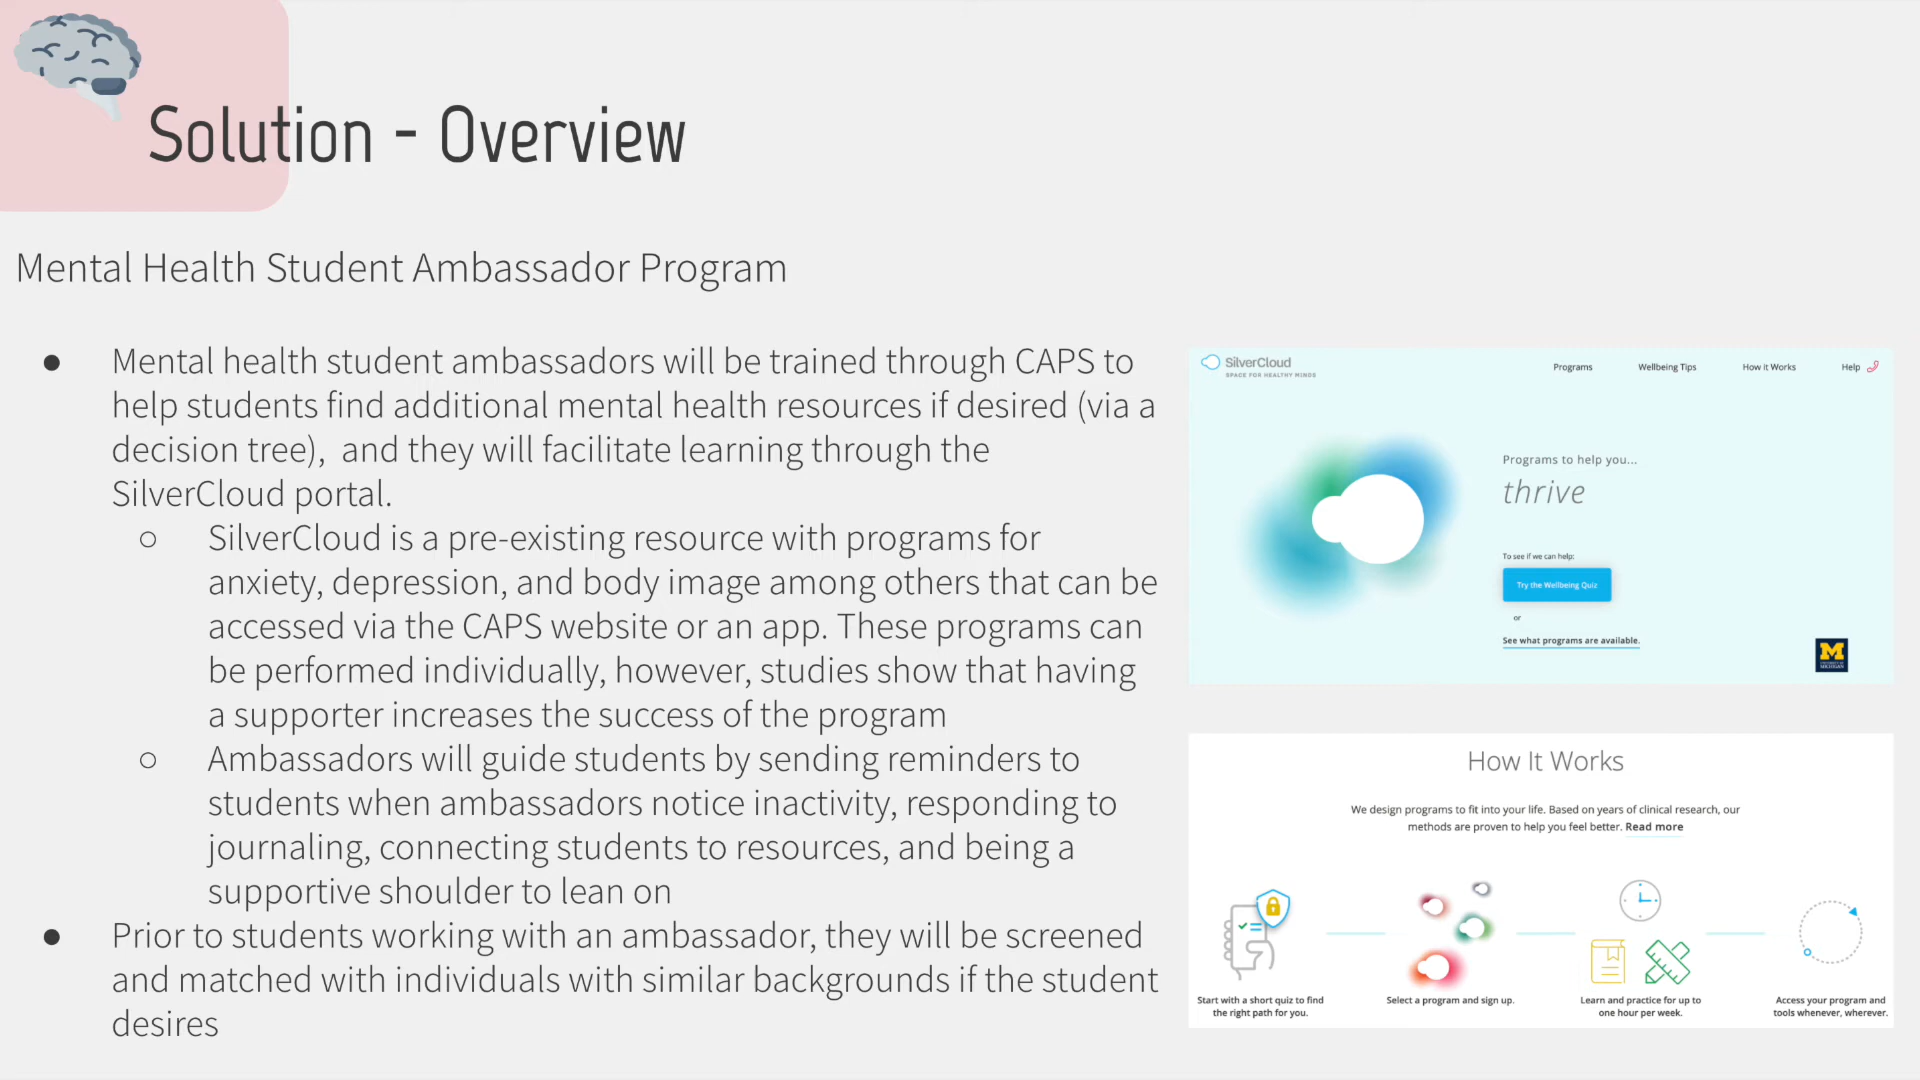 Solution - Overview
Mental Health Student Ambassador Program
● Mental health student ambassadors will be trained through CAPS to
help students find additional mental health resources if desired (via a
decision tree),  and they will facilitate learning through the
SilverCloud portal.
○ SilverCloud is a pre-existing resource with programs for
anxiety, depression, and body image among others that can be
accessed via the CAPS website or an app. These programs can
be performed individually, however, studies show that having
a supporter increases the success of the program
○ Ambassadors will guide students by sending reminders to
students when ambassadors notice inactivity, responding to
journaling, connecting students to resources, and being a
supportive shoulder to lean on
● Prior to students working with an ambassador, they will be screened
and matched with individuals with similar backgrounds if the student
desires
SilverCloud
SPACE FOR HEALTHY MINDS
Programs
Wellbeing Tips
How it Works
Help
Programs to help you...
thrive
To see if we can help:
Try the Wellbeing Quiz
or
See what programs are available.
M
UNIVERSITY OF
MICHIGAN
How It Works
We design programs to fit into your life. Based on years of clinical research, our
methods are proven to help you feel better. Read more
Start with a short quiz to find
the right path for you.
Select a program and sign up.
Learn and practice for up to
one hour per week.
Access your program and
tools whenever, wherever.